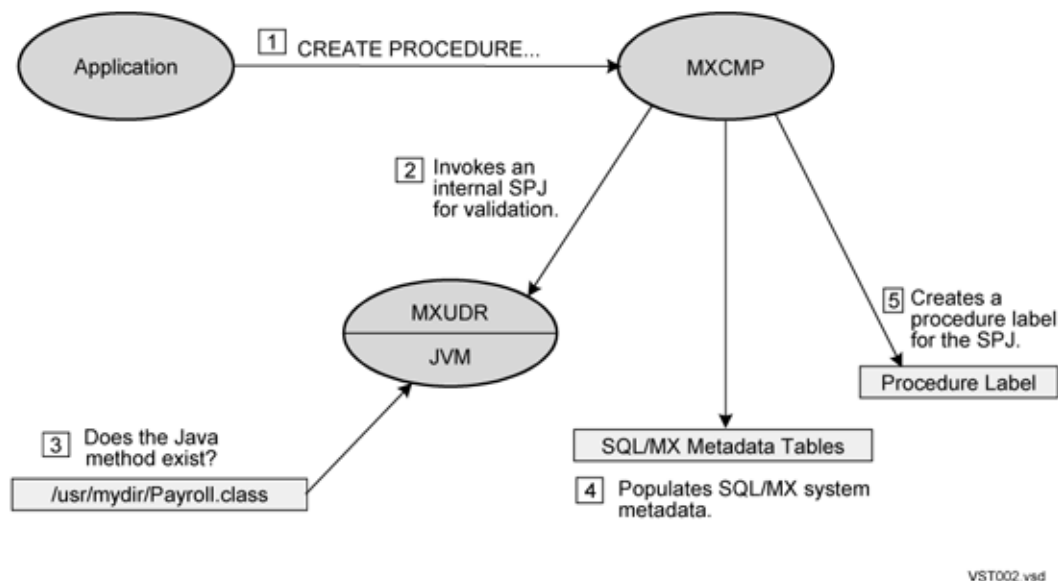 Application
1 CREATE PROCEDURE...
MXCMP
2 Invokes an
internal SPJ
for validation.
MXUDR
JVM
5 Creates a
procedure label
for the SPJ.
Procedure Label
3 Does the Java
method exist?
/usr/mydir/Payroll.class
SQL/MX Metadata Tables
4 Populates SQL/MX system
metadata.
VST002.vsd